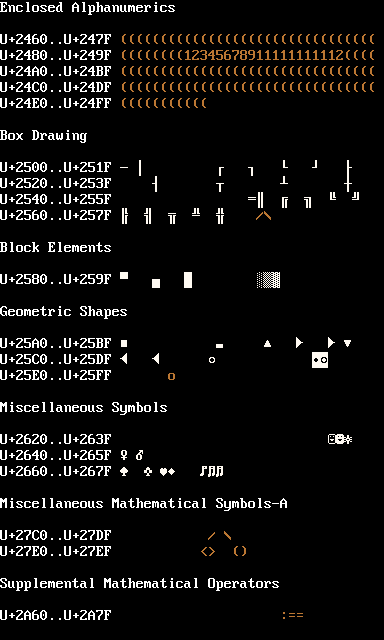 Enclosed Alphanumerics
U+2460..U+247F ((((((((((((((((((((((((((((((((
U+2480..U+249F ((((((((12345678911111111112((((
U+24A0..U+24BF ((((((((((((((((((((((((((((((((
U+24C0..U+24DF ((((((((((((((((((((((((((((((((
U+24E0..U+24FF (((((((((((
Box Drawing
U+2500..U+251F ─ │ ┌ ┐ └ ┘ ├
U+2520..U+253F ┤ ┬ ┴ ┼
U+2540..U+255F ═║ ╔ ╗ ╚ ╝
U+2560..U+257F ╠ ╣ ╦ ╩ ╬ ╱╲
Block Elements
U+2580..U+259F ▀ ▄ █ ░▒▓
Geometric Shapes
U+25A0..U+25BF ■ ▬ ▲ ▶ ► ▼
U+25C0..U+25DF ◀ ◄ ○ ◘◙
U+25E0..U+25FF o
Miscellaneous Symbols
U+2620..U+263F ☺☻☼
U+2640..U+265F ♀ ♂
U+2660..U+267F ♠ ♣ ♥♦ ♪♫♬
Miscellaneous Mathematical Symbols-A
U+27C0..U+27DF / \
U+27E0..U+27EF <> ()
Supplemental Mathematical Operators
U+2A60..U+2A7F :==